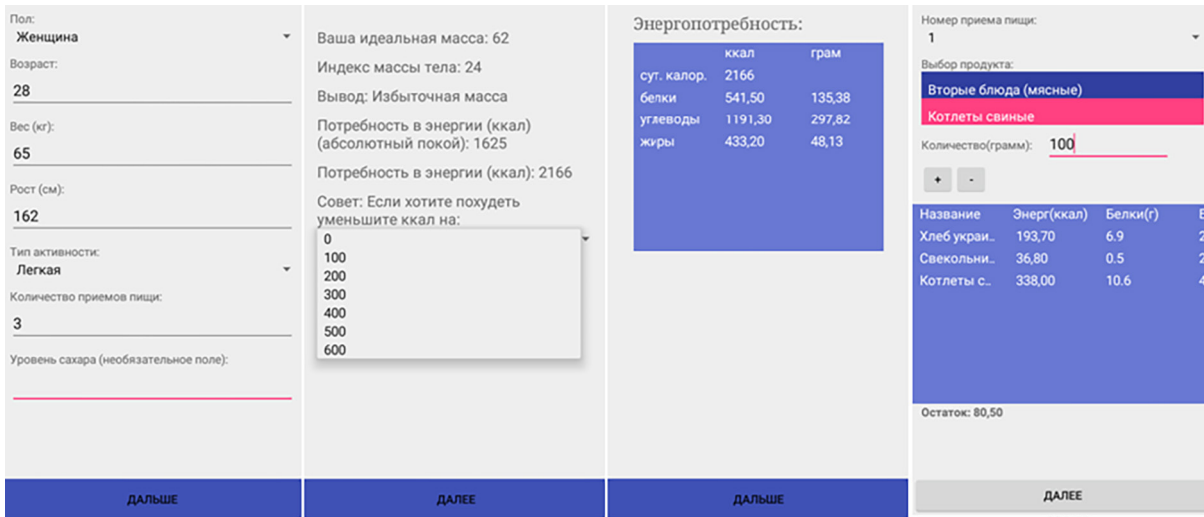 Пол:
Женщина
Возраст:
28
Вес (кг):
65
Рост (см):
162
Тип активности:
Легкая
Количество приемов пищи:
3
Уровень сахара (необязательное поле):
ДАЛЬШЕ
Ваша идеальная масса: 62
Индекс массы тела: 24
Вывод: Избыточная масса
Потребность в энергии (ккал)
(абсолютный покой): 1625
Потребность в энергии (ккал): 2166
Совет: Если хотите похудеть
уменьшите ккал на:
0
100
200
300
400
500
600
ДАЛЕЕ
Энергопотребность:
ккал грам
сут. калор. 2166
белки 541,50 135,38
углеводы 1191,30 297,82
жиры 433,20 48,13
ДАЛЬШЕ
Номер приема пищи:
1
Выбор продукта:
Вторые блюда (мясные)
Котлеты свиные
Количество(грамм): 100
+ -
Название Энерг(ккал) Белки(г)
Хлеб украи.. 193,70 6.9 2
Свекольни.. 36,80 0.5 2
Котлеты с.. 338,00 10.6 4
Остаток: 80,50
ДАЛЕЕ